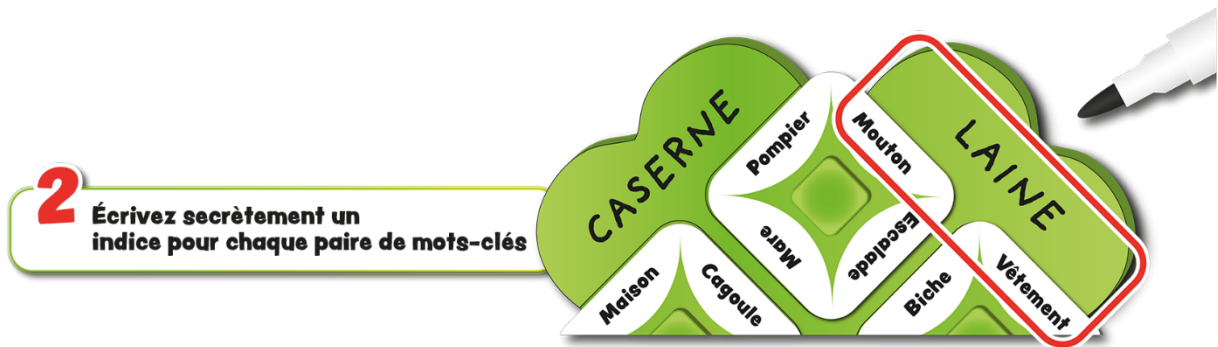 2
Écrivez secrètement un
indice pour chaque paire de mots-clés
CASERNE
LAINE
Pompier
Mouton
Mare
Escalade
Maison
Cagoule
Biche
Vêtement